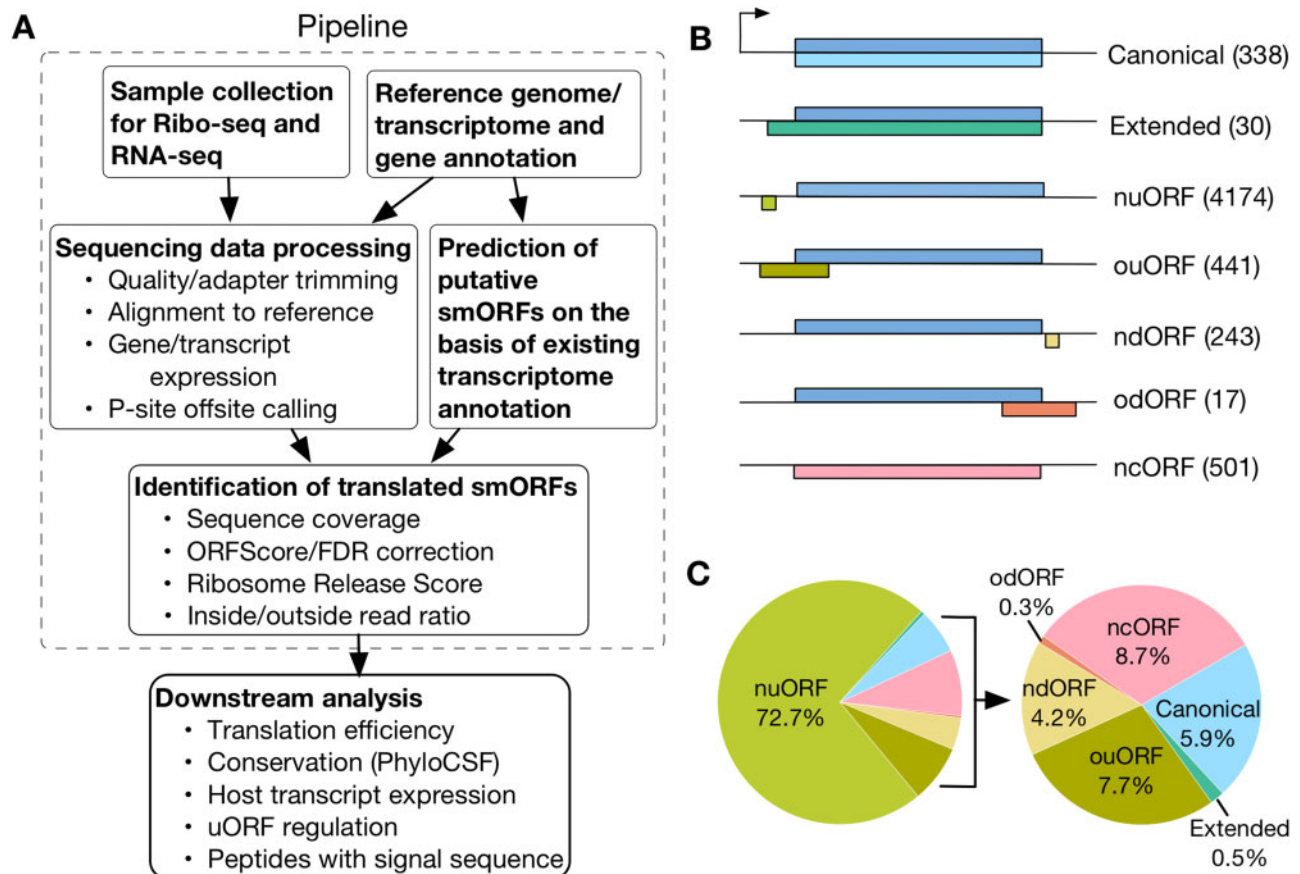 A
Pipeline
Sample collection
for Ribo-seq and
RNA-seq
Reference genome/
transcriptome and
gene annotation
Sequencing data processing
• Quality/adapter trimming
• Alignment to reference
• Gene/transcript
expression
• P-site offsite calling
Prediction of
putative
smORFs on the
basis of existing
transcriptome
annotation
Identification of translated smORFs
• Sequence coverage
• ORFScore/FDR correction
• Ribosome Release Score
• Inside/outside read ratio
Downstream analysis
• Translation efficiency
• Conservation (PhyloCSF)
• Host transcript expression
• uORF regulation
• Peptides with signal sequence
B
Canonical (338)
Extended (30)
nuORF (4174)
ouORF (441)
ndORF (243)
odORF (17)
ncORF (501)
C
nuORF
72.7%
odORF
0.3%
ncORF
8.7%
ndORF
4.2%
Canonical
5.9%
ouORF
7.7%
Extended
0.5%